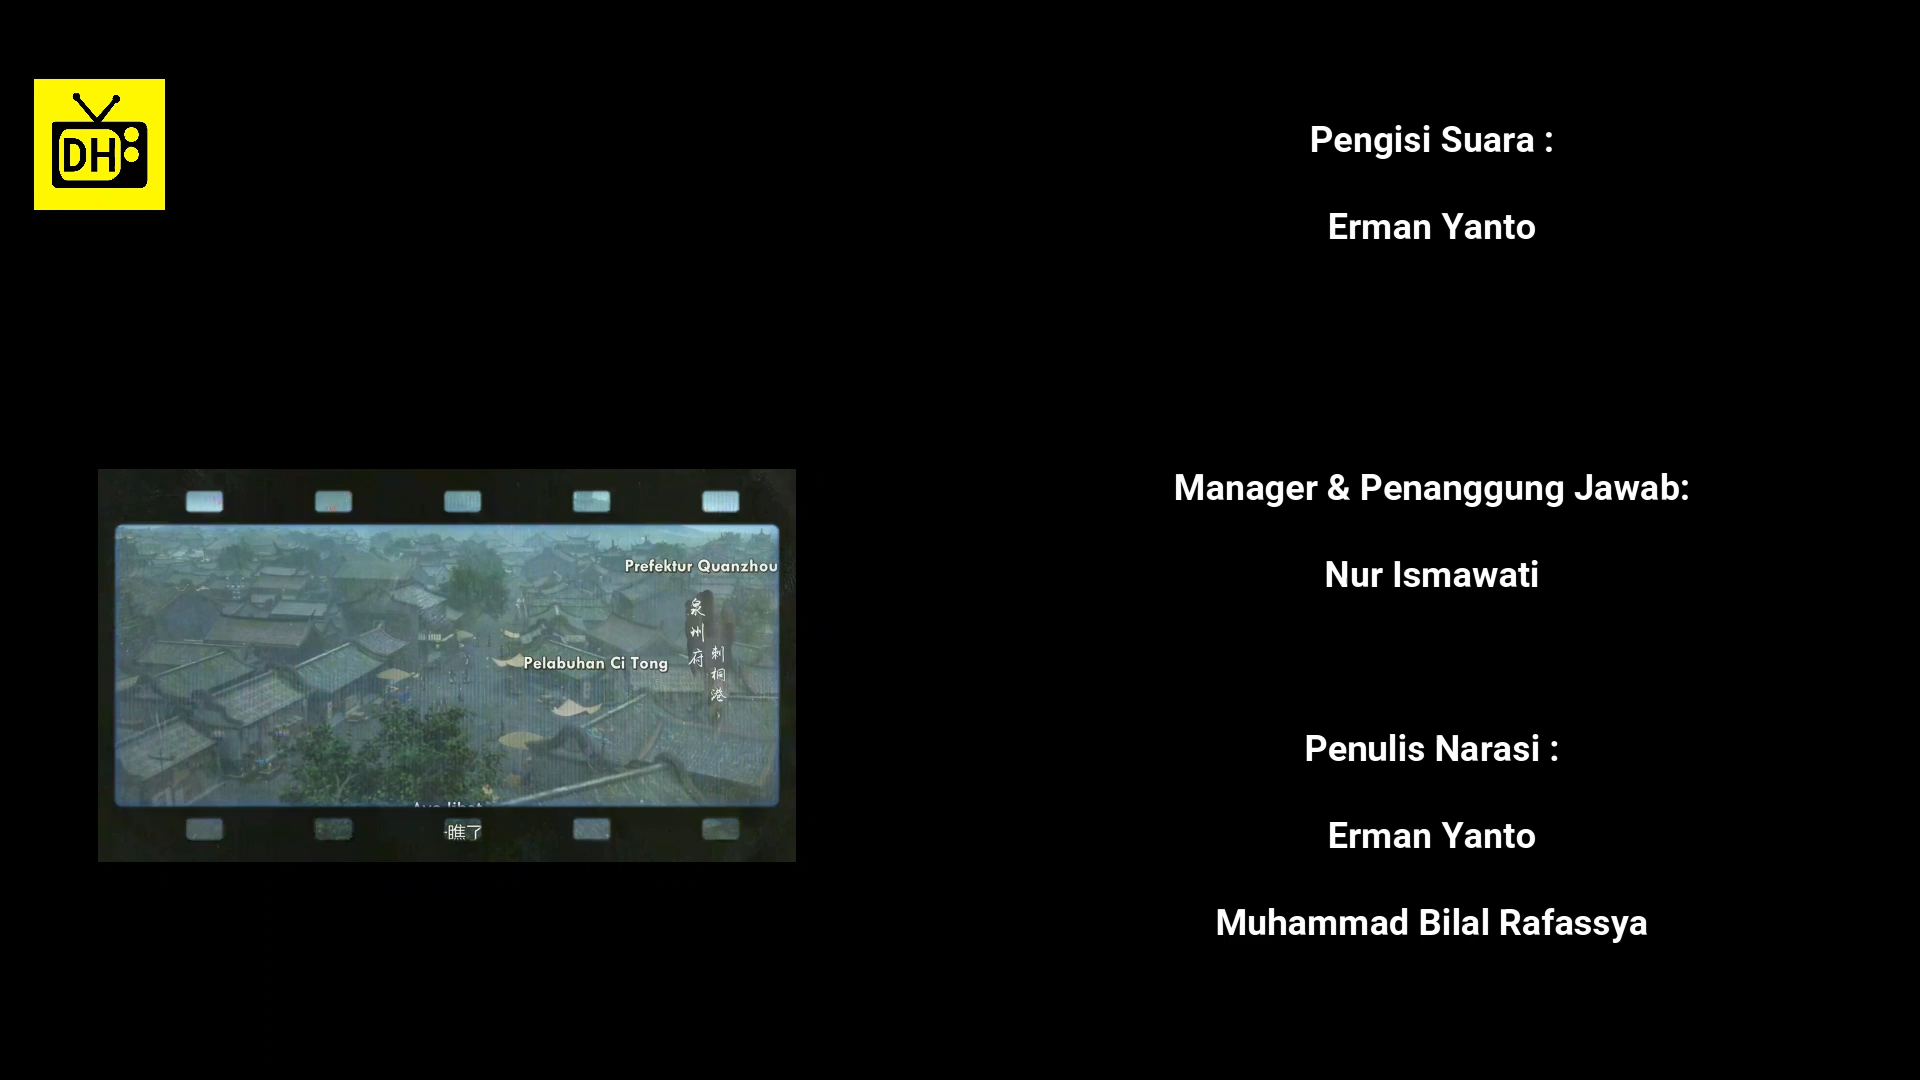 DH
Pengisi Suara :
Erman Yanto
Manager & Penanggung Jawab:
Nur Ismawati
Penulis Narasi :
Erman Yanto
Muhammad Bilal Rafassya
Prefektur Quanzhou
泉州府
刺桐港
Pelabuhan Ci Tong
-瞧了